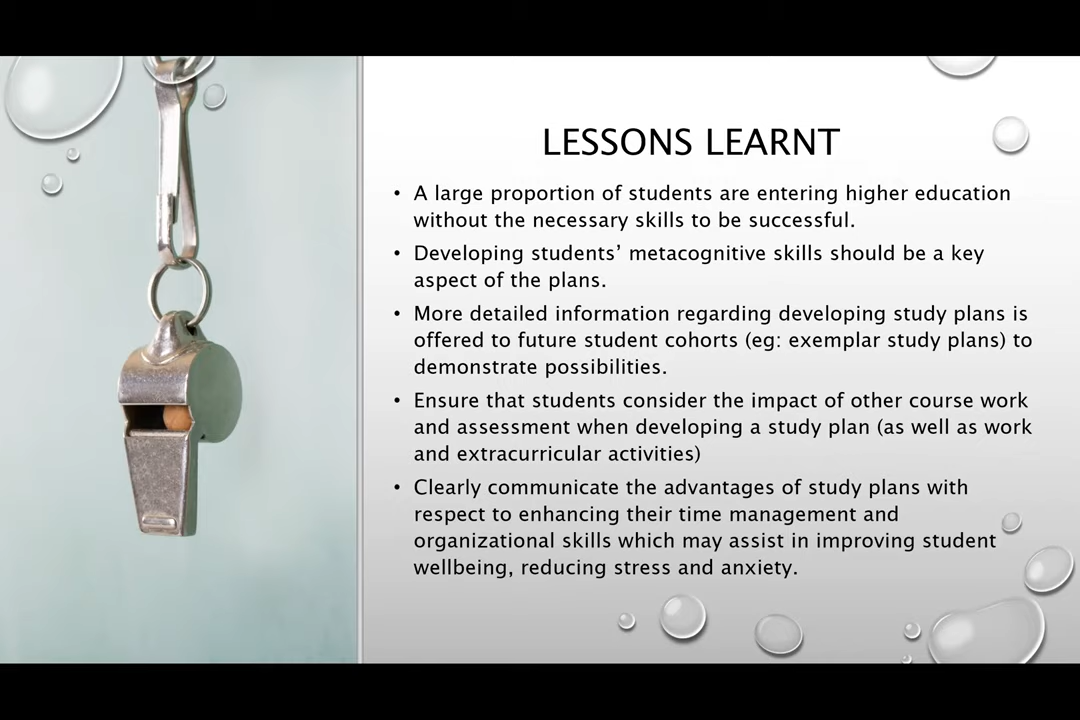 LESSONS LEARNT
• A large proportion of students are entering higher education
without the necessary skills to be successful.
• Developing students’ metacognitive skills should be a key
aspect of the plans.
• More detailed information regarding developing study plans is
offered to future student cohorts (eg: exemplar study plans) to
demonstrate possibilities.
• Ensure that students consider the impact of other course work
and assessment when developing a study plan (as well as work
and extracurricular activities)
• Clearly communicate the advantages of study plans with
respect to enhancing their time management and
organizational skills which may assist in improving student
wellbeing, reducing stress and anxiety.